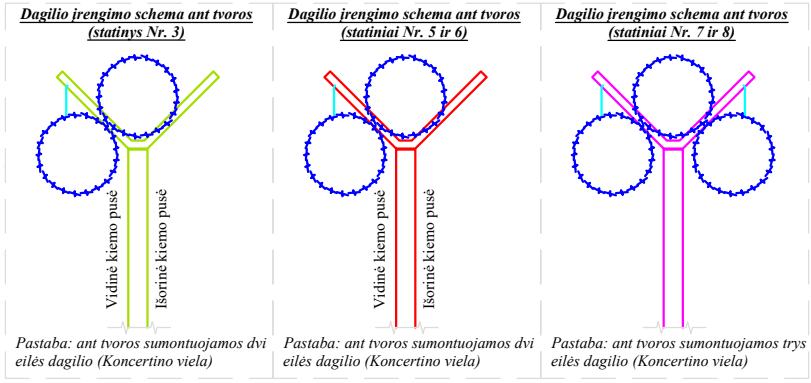 Dagilio įrengimo schema ant tvoros
(statinys Nr. 3)
Vidinė kiemo pusė
Išorinė kiemo pusė
Pastaba: ant tvoros sumontuojamos dvi
eilės dagilio (Koncertino viela)
Dagilio įrengimo schema ant tvoros
(statiniai Nr. 5 ir 6)
Vidinė kiemo pusė
Išorinė kiemo pusė
Pastaba: ant tvoros sumontuojamos dvi
eilės dagilio (Koncertino viela)
Dagilio įrengimo schema ant tvoros
(statiniai Nr. 7 ir 8)
Pastaba: ant tvoros sumontuojamos trys
eilės dagilio (Koncertino viela)